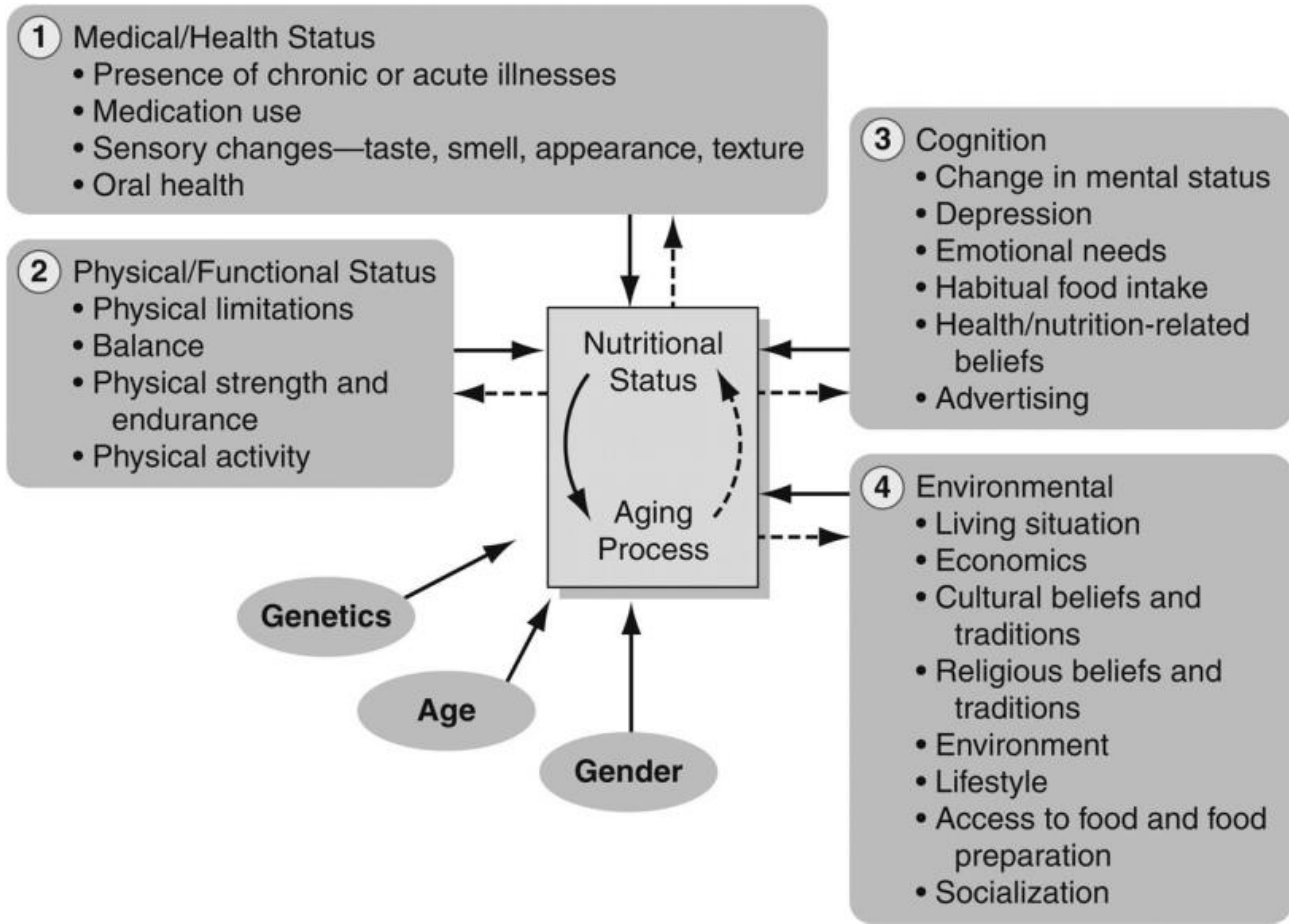 1 Medical/Health Status
• Presence of chronic or acute illnesses
• Medication use
• Sensory changes—taste, smell, appearance, texture
• Oral health
2 Physical/Functional Status
• Physical limitations
• Balance
• Physical strength and
endurance
• Physical activity
3 Cognition
• Change in mental status
• Depression
• Emotional needs
• Habitual food intake
• Health/nutrition-related
beliefs
• Advertising
Nutritional
Status
Aging
Process
4 Environmental
• Living situation
• Economics
• Cultural beliefs and
traditions
• Religious beliefs and
traditions
• Environment
• Lifestyle
• Access to food and food
preparation
• Socialization
Genetics
Age
Gender